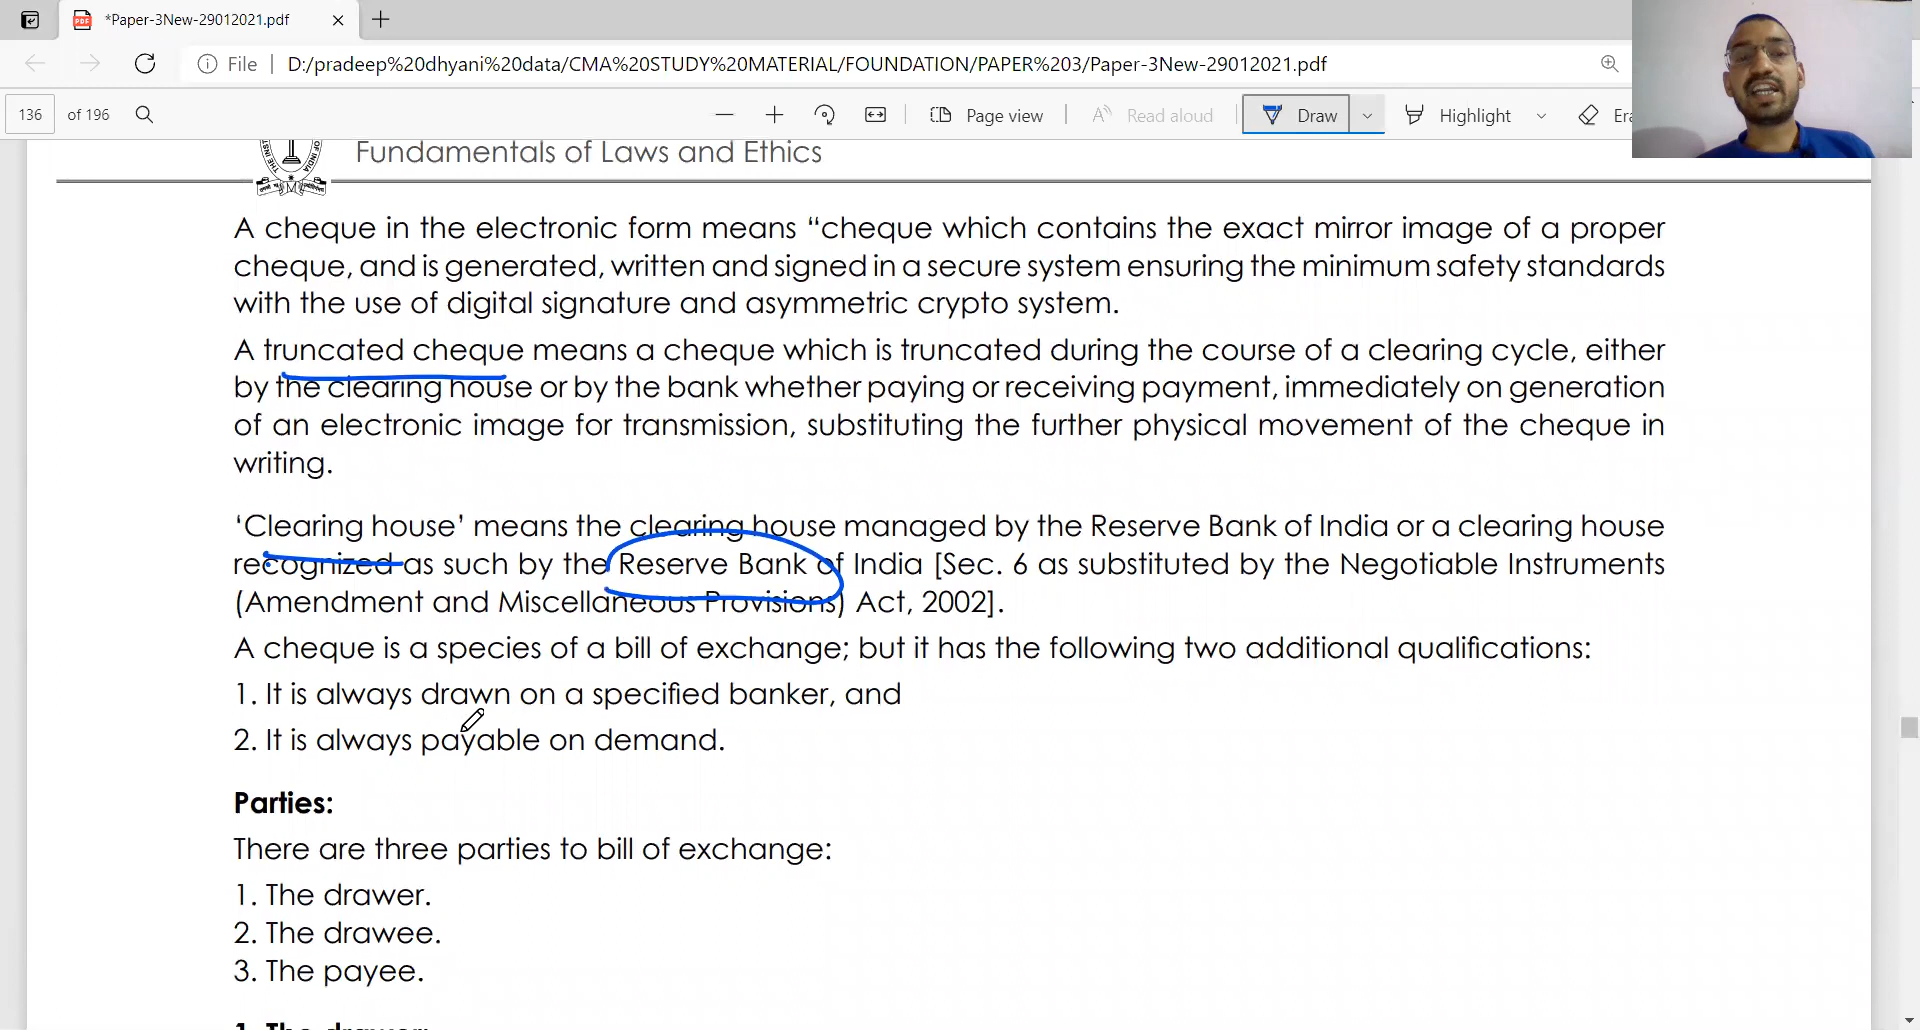 *Paper-3New-29012021.pdf
File
D:/pradeep%20dhyani%20data/CMA%20STUDY%20MATERIAL/FOUNDATION/PAPER%203/Paper-3New-29012021.pdf
136 of 196 Page view Read aloud Draw Highlight Era
Fundamentals of Laws and Ethics
A cheque in the electronic form means “cheque which contains the exact mirror image of a proper
cheque, and is generated, written and signed in a secure system ensuring the minimum safety standards
with the use of digital signature and asymmetric crypto system.
A truncated cheque means a cheque which is truncated during the course of a clearing cycle, either
by the clearing house or by the bank whether paying or receiving payment, immediately on generation
of an electronic image for transmission, substituting the further physical movement of the cheque in
writing.
‘Clearing house’ means the clearing house managed by the Reserve Bank of India or a clearing house
recognized as such by the Reserve Bank of India [Sec. 6 as substituted by the Negotiable Instruments
(Amendment and Miscellaneous Provisions) Act, 2002].
A cheque is a species of a bill of exchange; but it has the following two additional qualifications:
1. It is always drawn on a specified banker, and
2. It is always payable on demand.
Parties:
There are three parties to bill of exchange:
1. The drawer.
2. The drawee.
3. The payee.
1. The drawer: